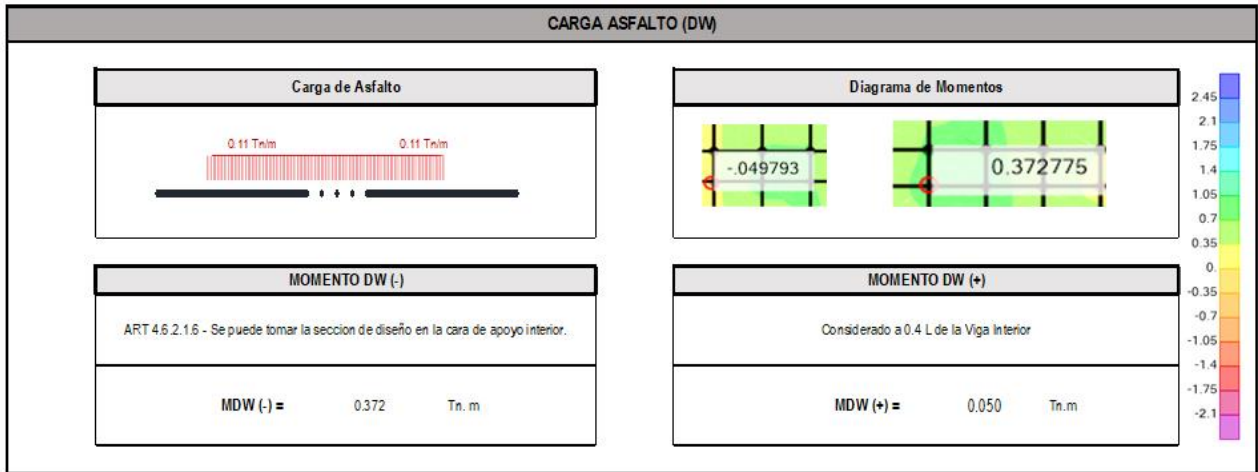 CARGA ASFALTO (DW)
Carga de Asfalto
0.11 Tn/m 0.11 Tn/m
Diagrama de Momentos
-.049793
0.372775
2.45
2.1
1.75
1.4
1.05
0.7
0.35
0.
-0.35
-0.7
-1.05
-1.4
-1.75
-2.1
MOMENTO DW (-)
ART 4.6.2.1.6 - Se puede tomar la seccion de diseño en la cara de apoyo interior.
MDW (-) = 0.372 Tn. m
MOMENTO DW (+)
Considerado a 0.4 L de la Viga Interior
MDW (+) = 0.050 Tn.m